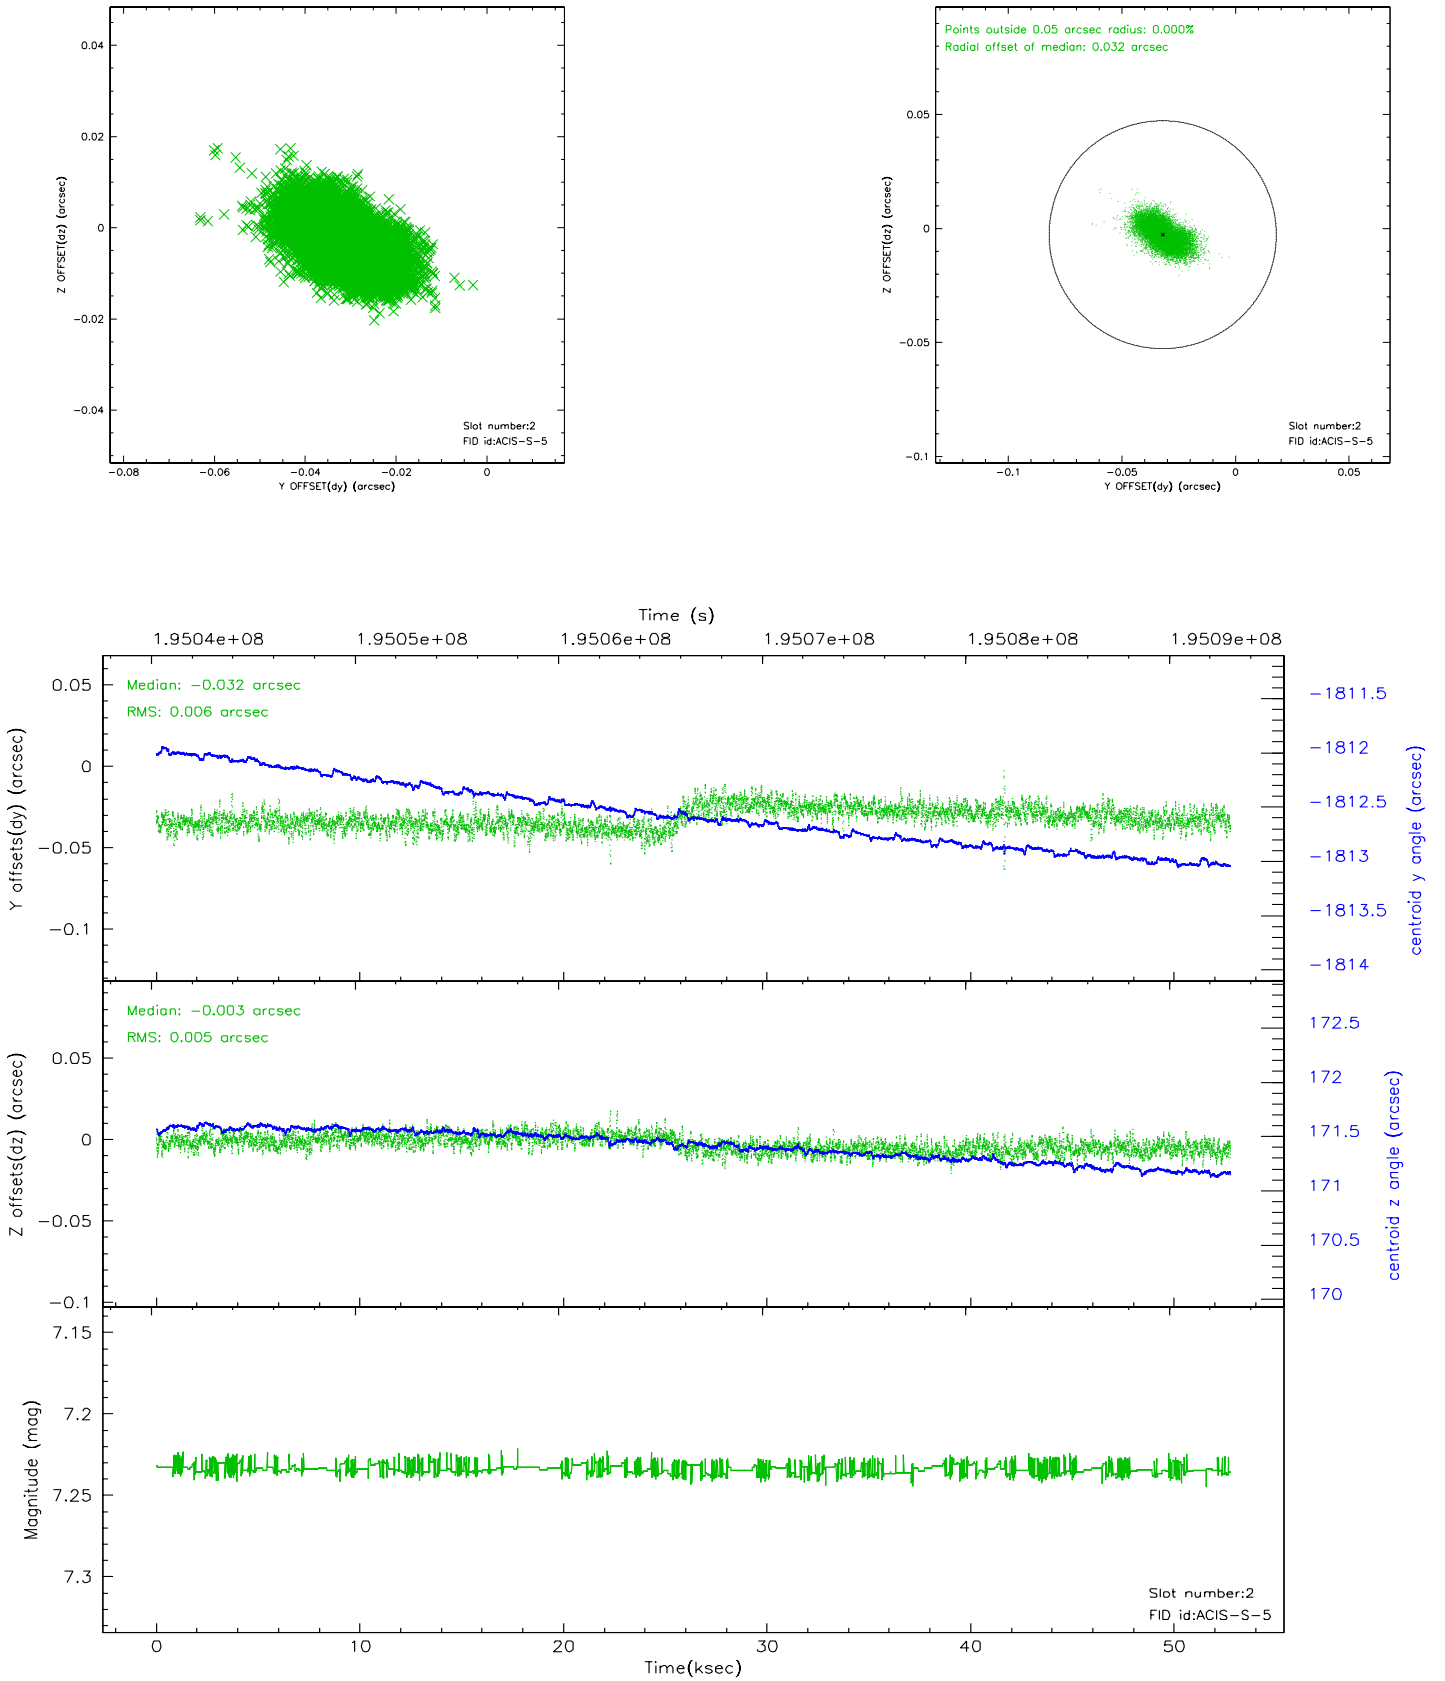 0.04
0.02
0
−0.02
−0.04
Z OFFSET(dz) (arcsec)
Slot number:2
FID id:ACIS−S−5
−0.08 −0.06 −0.04 −0.02 0
Y OFFSET(dy) (arcsec)
Points outside 0.05 arcsec radius: 0.000%
Radial offset of median: 0.032 arcsec
0.05
0
−0.05
−0.1
Z OFFSET(dz) (arcsec)
Slot number:2
FID id:ACIS−S−5
−0.1 −0.05 0 0.05
Y OFFSET(dy) (arcsec)
Time (s)
1.9504e+08 1.9505e+08 1.9506e+08 1.9507e+08 1.9508e+08 1.9509e+08
Median: −0.032 arcsec
RMS: 0.006 arcsec
0.05
0
−0.05
−0.1
Y offsets(dy) (arcsec)
−1811.5
−1812
−1812.5
−1813
−1813.5
−1814
centroid y angle (arcsec)
Median: −0.003 arcsec
RMS: 0.005 arcsec
0.05
0
−0.05
−0.1
Z offsets(dz) (arcsec)
172.5
172
171.5
171
170.5
170
centroid z angle (arcsec)
7.15
7.2
7.25
7.3
Magnitude (mag)
Slot number:2
FID id:ACIS−S−5
0 10 20 30 40 50
Time(ksec)